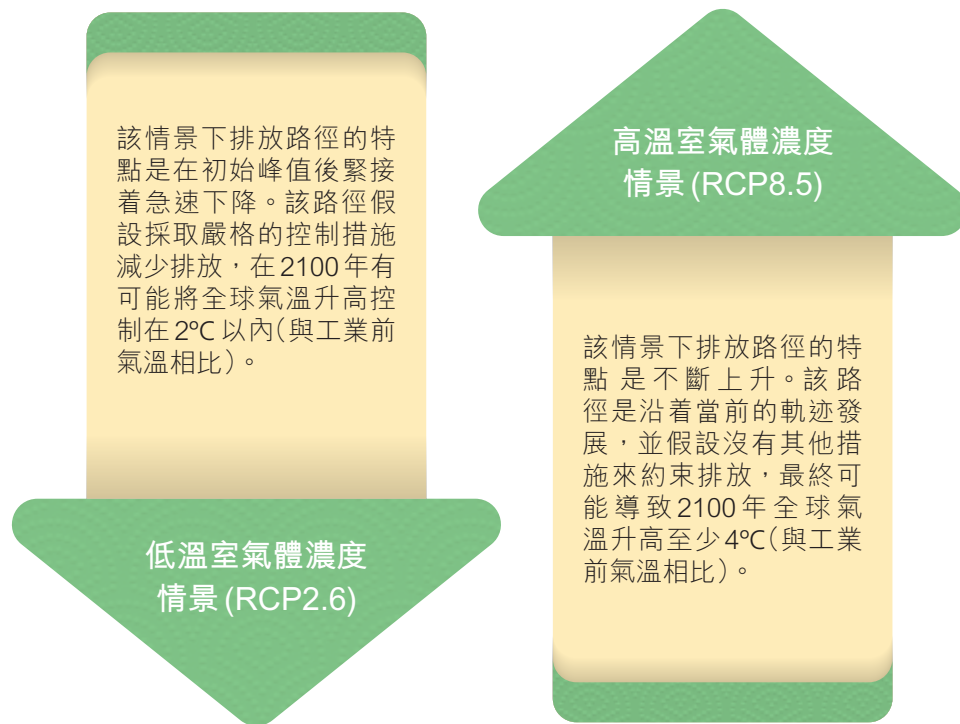 該情景下排放路徑的特
點是在初始峰值後緊接
着急速下降。該路徑假
設採取嚴格的控制措施
減少排放，在2100年有
可能將全球氣溫升高控
制在2ºC以內(與工業前
氣溫相比)。
低溫室氣體濃度
情景(RCP2.6)
高溫室氣體濃度
情景(RCP8.5)
該情景下排放路徑的特
點是不斷上升。該路
徑是沿着當前的軌迹發
展，並假設沒有其他措
施來約束排放，最終可
能導致2100年全球氣
溫升高至少4ºC(與工業
前氣溫相比)。